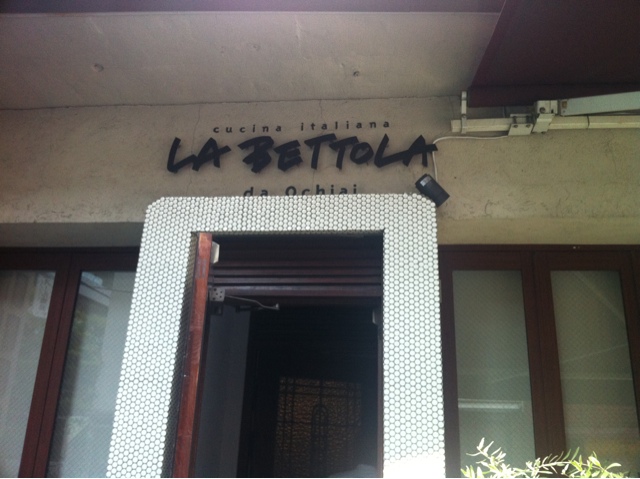 cucina italiana
LA BETTOLA
da Ochiai